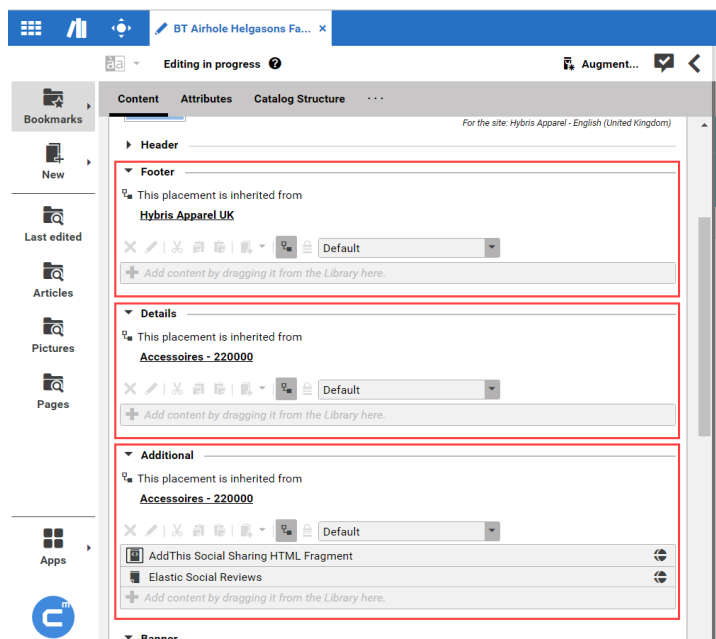 BT Airhole Helgasons Fa... ×
àa Editing in progress ?
Augment...
Bookmarks
New
Last edited
Articles
Pictures
Pages
Apps
Cm
Content Attributes Catalog Structure ...
For the site: Hybris Apparel - English (United Kingdom)
Header
Footer
This placement is inherited from
Hybris Apparel UK
Default
Add content by dragging it from the Library here.
Details
This placement is inherited from
Accessoires - 220000
Default
Add content by dragging it from the Library here.
Additional
This placement is inherited from
Accessoires - 220000
Default
AddThis Social Sharing HTML Fragment
Elastic Social Reviews
Add content by dragging it from the Library here.
Banner